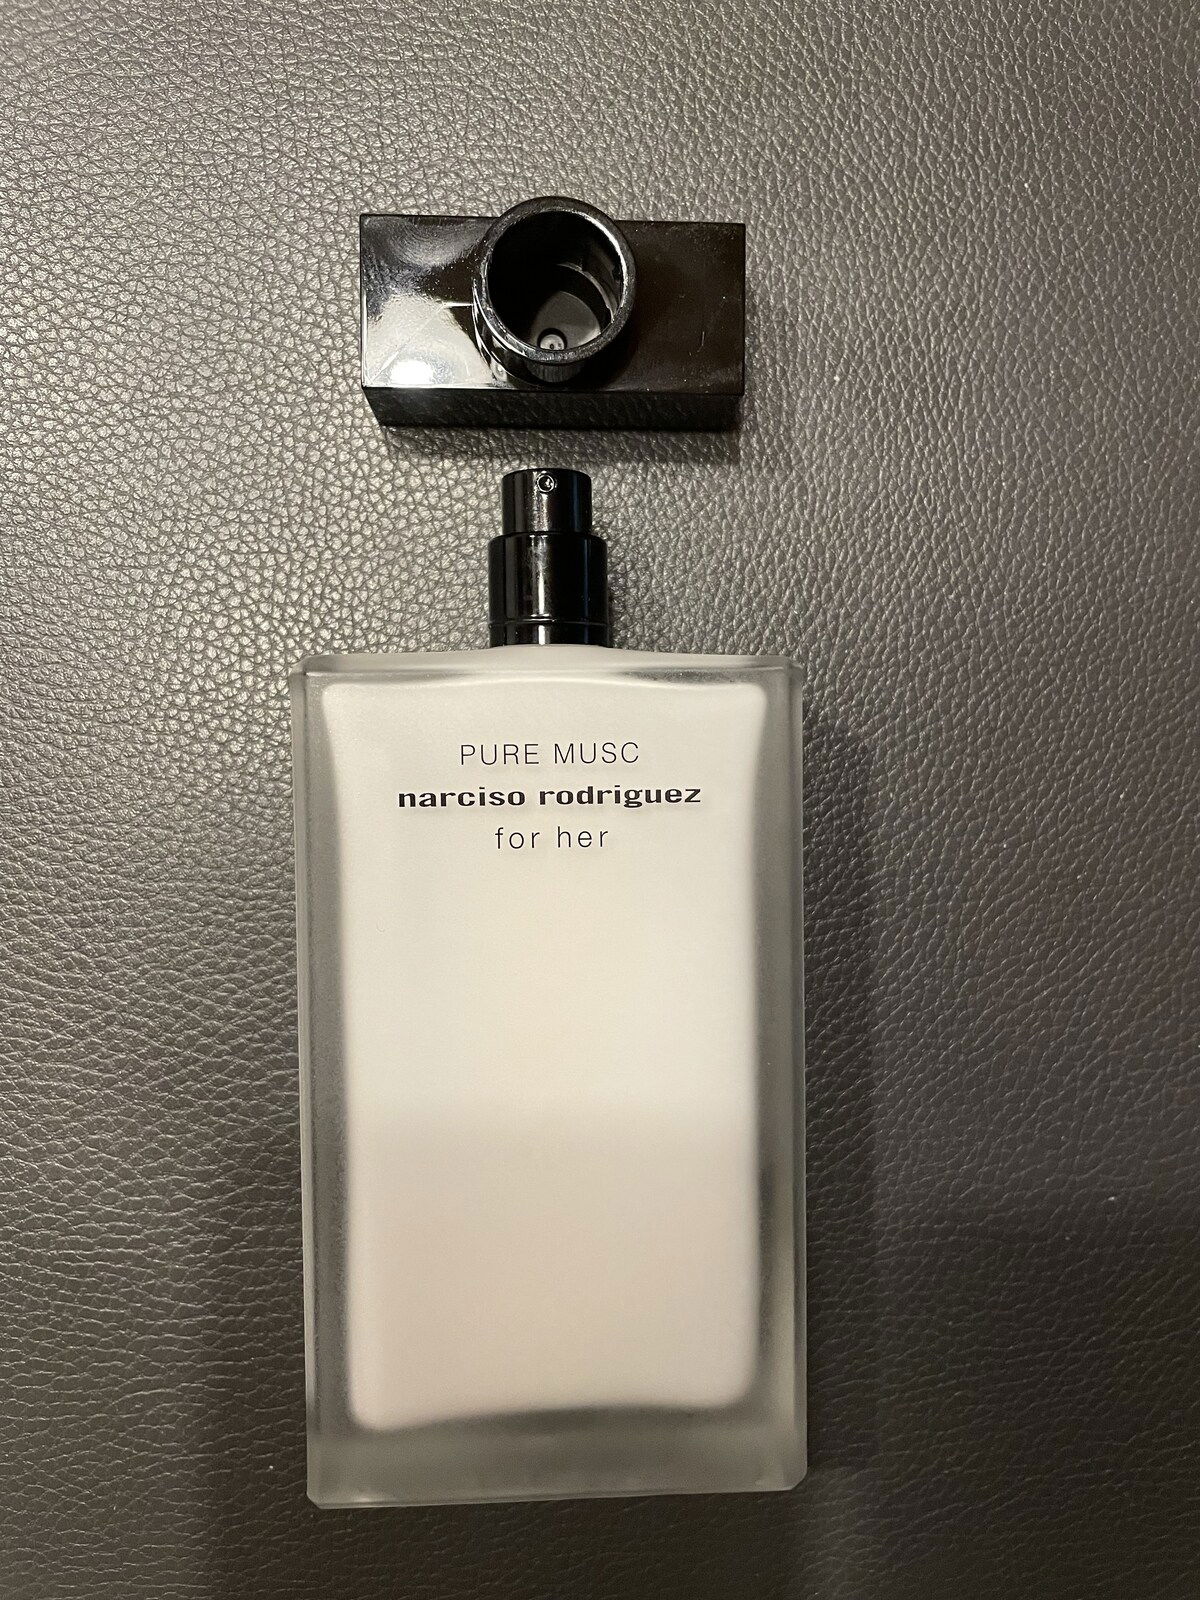 PURE MUSC
narciso rodriguez
for her